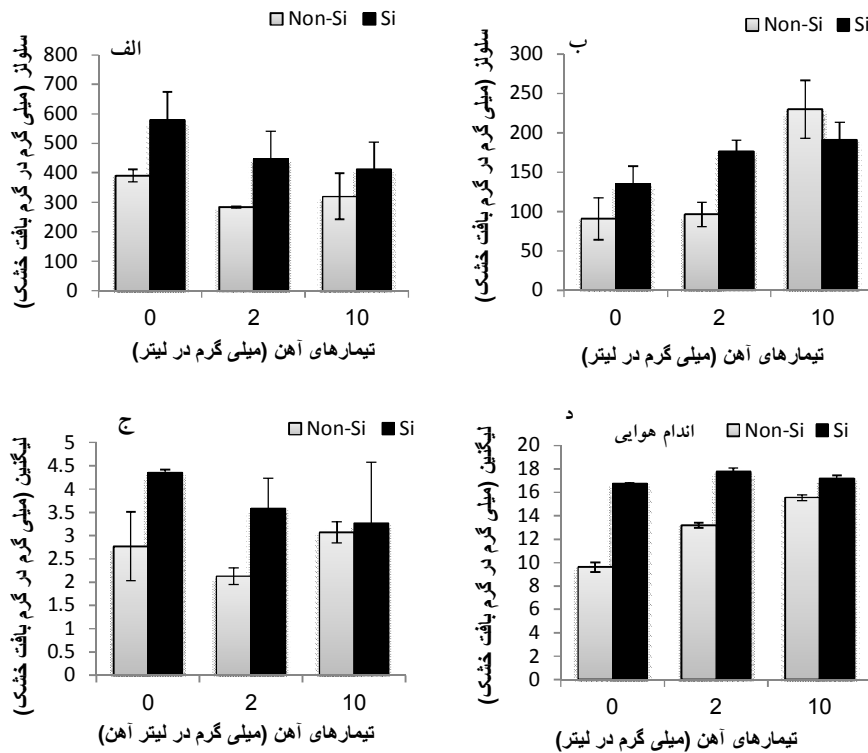 الف
Non-Si
Si
سلولز (میلی گرم در گرم بافت خشک)
800
700
600
500
400
300
200
100
0
0 2 10
تیمارهای آهن (میلی گرم در لیتر)
ب
Non-Si
Si
سلولز (میلی گرم در گرم بافت خشک)
300
250
200
150
100
50
0
0 2 10
تیمارهای آهن (میلی گرم در لیتر)
ج
Non-Si
Si
لیگنین (میلی گرم در گرم بافت خشک)
5
4.5
4
3.5
3
2.5
2
1.5
1
0.5
0
0 2 10
تیمارهای آهن (میلی گرم در لیتر آهن)
د
اندام هوایی
Non-Si
Si
لیگنین (میلی گرم در گرم بافت خشک)
20
18
16
14
12
10
8
6
4
2
0
0 2 10
تیمارهای آهن (میلی گرم در لیتر)